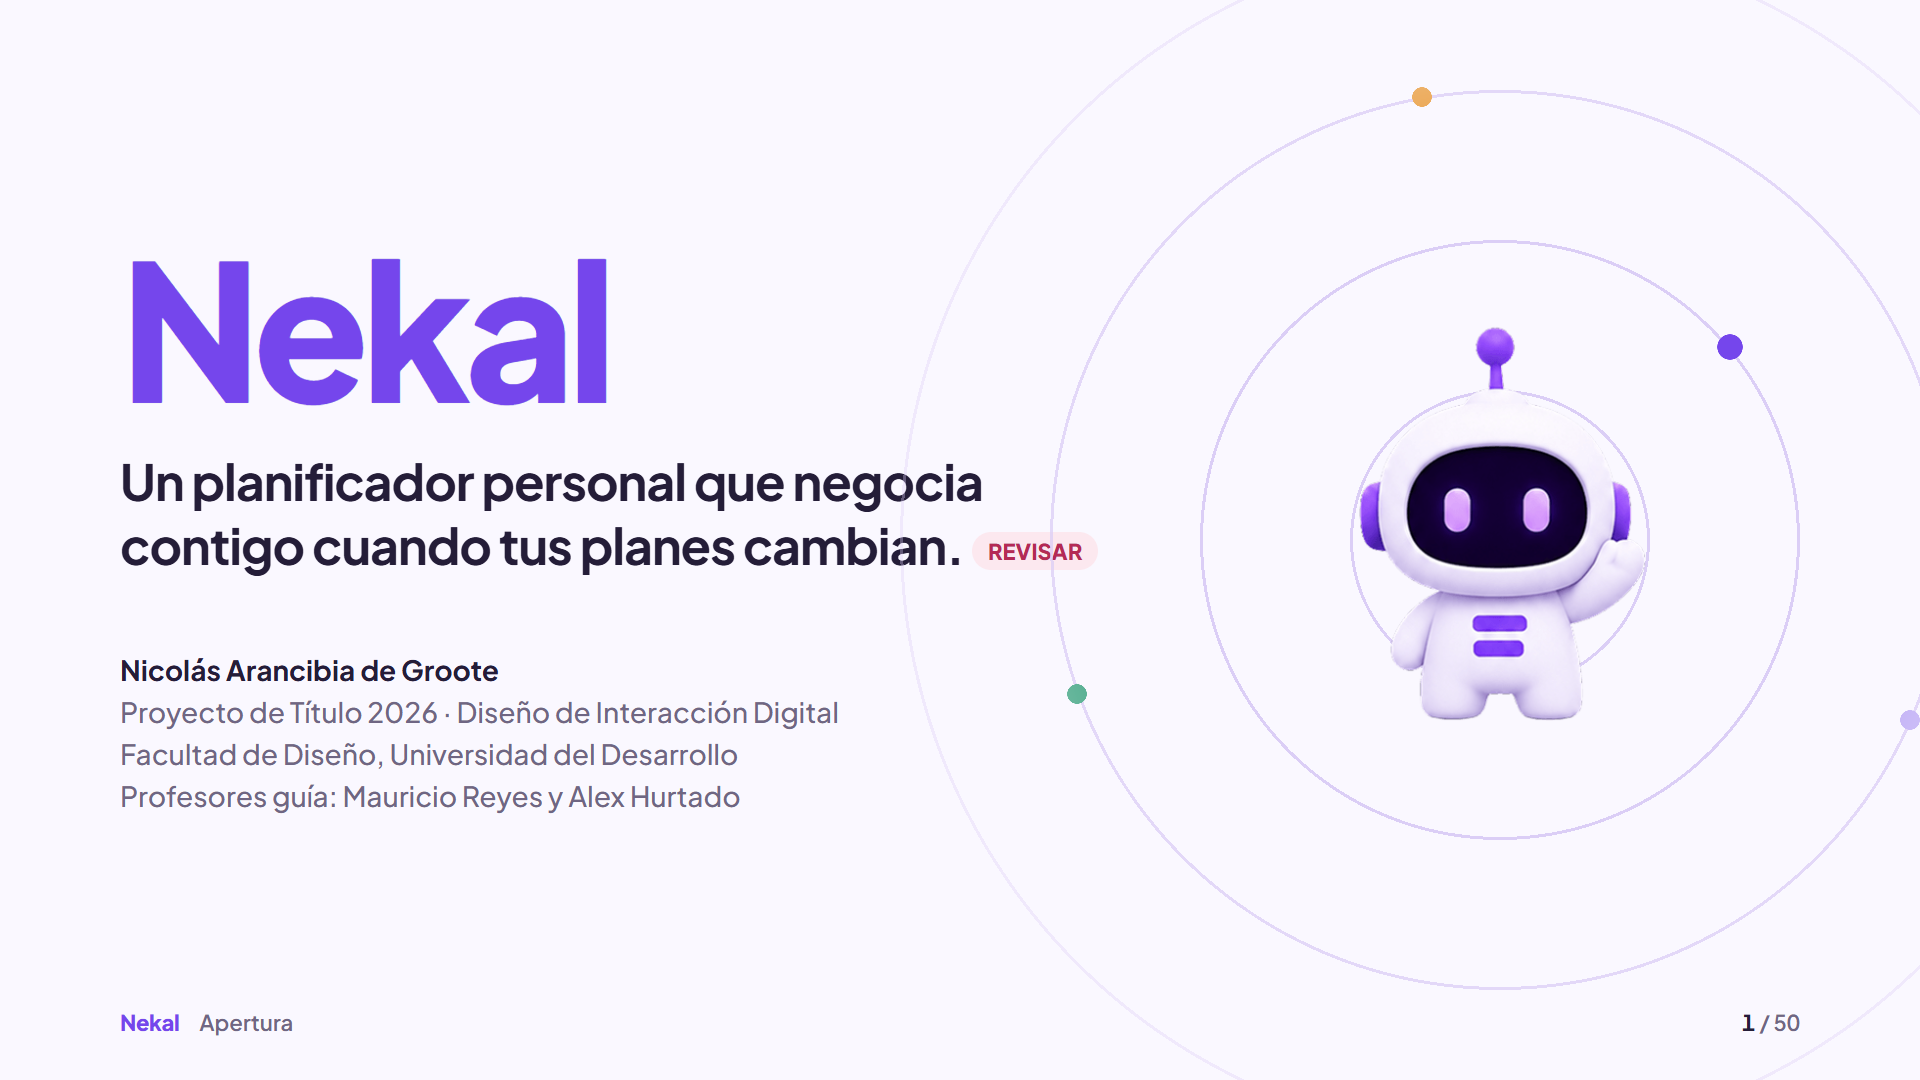 Nekal
Un planificador personal que negocia
contigo cuando tus planes cambian. REVISAR
Nicolás Arancibia de Groote
Proyecto de Título 2026 · Diseño de Interacción Digital
Facultad de Diseño, Universidad del Desarrollo
Profesores guía: Mauricio Reyes y Alex Hurtado
Nekal Apertura
1 / 50